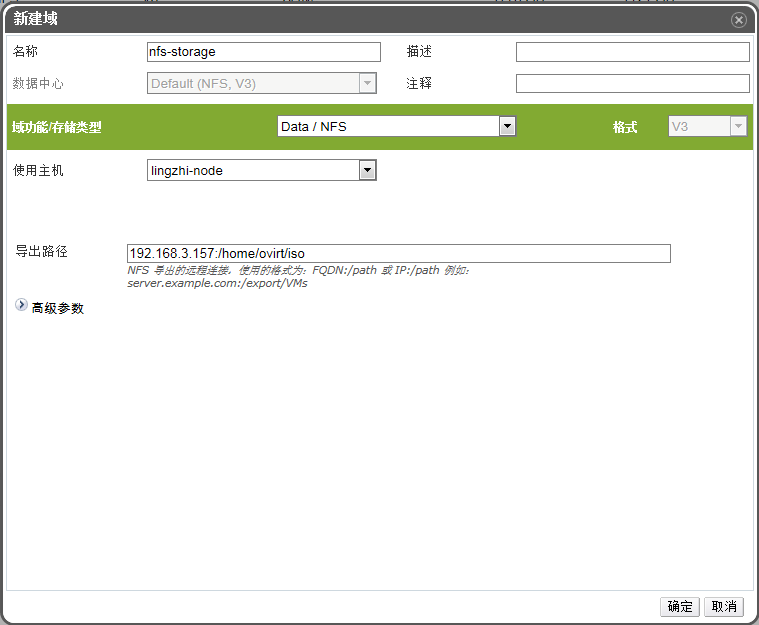 新建域
名称 nfs-storage 描述
数据中心 Default (NFS, V3) 注释
域功能/存储类型 Data / NFS 格式 V3
使用主机 lingzhi-node
导出路径 192.168.3.157:/home/ovirt/iso
NFS 导出的远程连接，使用的格式为：FQDN:/path 或 IP:/path 例如：
server.example.com:/export/VMs
高级参数
确定 取消